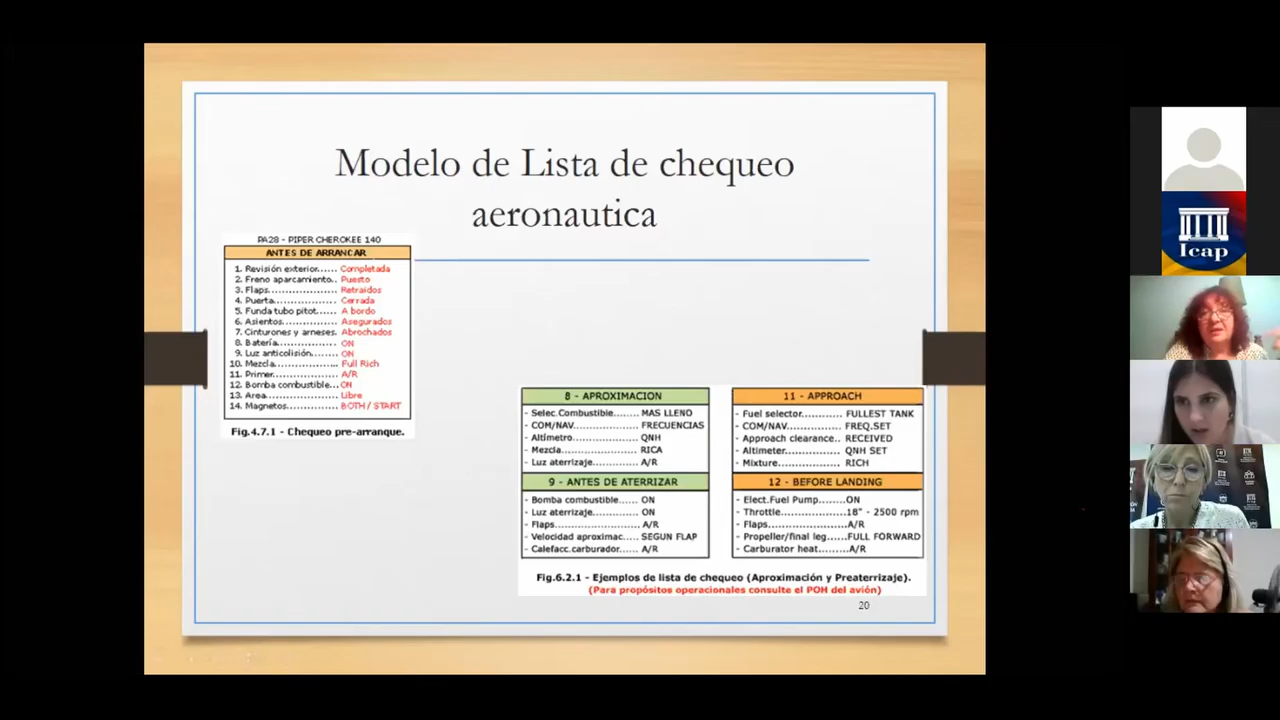 Modelo de Lista de chequeo
aeronautica
PA28 - PIPER CHEROKEE 140
ANTES DE ARRANCAR
1. Revisión exterior...... Completada
2. Freno aparcamiento.. Puesto
3. Flaps.................... Retraidos
4. Puerta................... Cerrada
5. Funda tubo pitot...... A bordo
6. Asientos................. Asegurados
7. Cinturones y arneses. Abrochados
8. Batería................... ON
9. Luz anticolisión........ ON
10. Mezcla................... Full Rich
11. Primer................... A/R
12. Bomba combustible... ON
13. Area...................... Libre
14. Magnetos............... BOTH / START
Fig.4.7.1 - Chequeo pre-arranque.
8 - APROXIMACION
- Selec.Combustible........ MAS LLENO
- COM/NAV.................... FRECUENCIAS
- Altímetro..................... QNH
- Mezcla........................ RICA
- Luz aterrizaje............. A/R
9 - ANTES DE ATERRIZAR
- Bomba combustible...... ON
- Luz aterrizaje.............. ON
- Flaps.......................... A/R
- Velocidad aproximac..... SEGUN FLAP
- Calefacc.carburador...... A/R
11 - APPROACH
- Fuel selector............ FULLEST TANK
- COM/NAV................ FREQ.SET
- Approach clearance.. RECEIVED
- Altimeter................. QNH SET
- Mixture................... RICH
12 - BEFORE LANDING
- Elect.Fuel Pump........ON
- Throttle...................18" - 2500 rpm
- Flaps.......................A/R
- Propeller/final leg......FULL FORWARD
- Carburator heat.........A/R
Fig.6.2.1 - Ejemplos de lista de chequeo (Aproximación y Preaterrizaje).
(Para propósitos operacionales consulte el POH del avión)
20
Icap